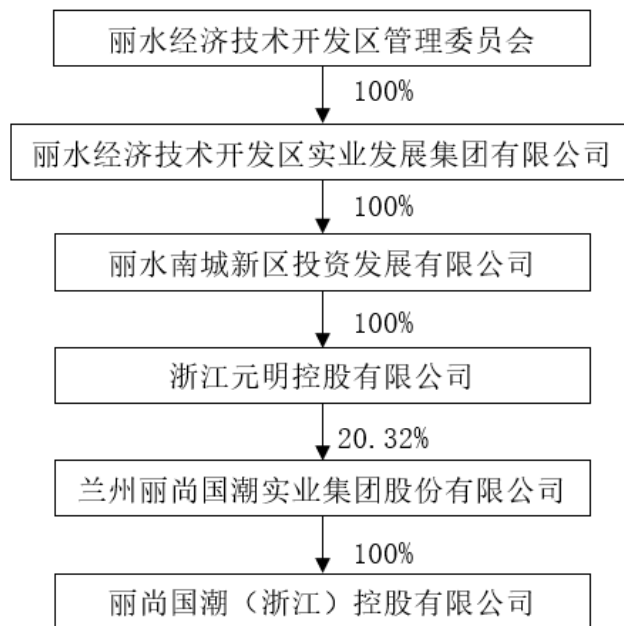 丽水经济技术开发区管理委员会
100%
丽水经济技术开发区实业发展集团有限公司
100%
丽水南城新区投资发展有限公司
100%
浙江元明控股有限公司
20.32%
兰州丽尚国潮实业集团股份有限公司
100%
丽尚国潮（浙江）控股有限公司